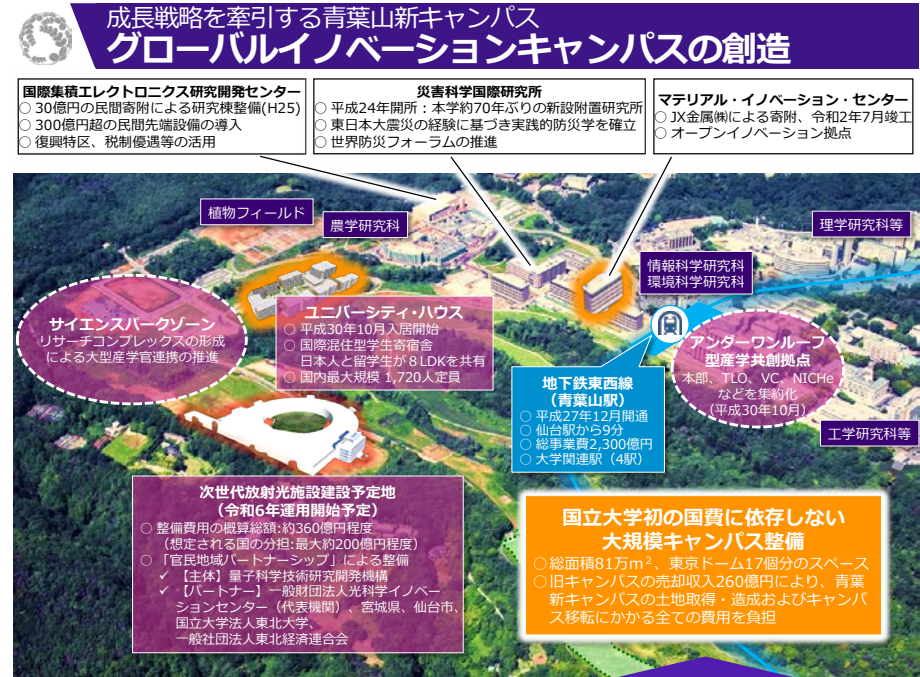 成長戦略を牽引する青葉山新キャンパス
グローバルイノベーションキャンパスの創造
国際集積エレクトロニクス研究開発センター
○ 30億円の民間寄附による研究棟整備(H25)
○ 300億円超の民間先端設備の導入
○ 復興特区、税制優遇等の活用
災害科学国際研究所
○ 平成24年開所：本学約70年ぶりの新設附置研究所
○ 東日本大震災の経験に基づき実践的防災学を確立
○ 世界防災フォーラムの推進
マテリアル・イノベーション・センター
○ JX金属㈱による寄附、令和2年7月竣工
○ オープンイノベーション拠点
植物フィールド
農学研究科
理学研究科等
情報科学研究科
環境科学研究科
サイエンスパークゾーン
リサーチコンプレックスの形成
による大型産学官連携の推進
ユニバーシティ・ハウス
○ 平成30年10月入居開始
○ 国際混住型学生寄宿舎
日本人と留学生が８LDKを共有
○ 国内最大規模 1,720人定員
アンダーワンルーフ
型産学共創拠点
本部、TLO、VC、NICHe
などを集約化
(平成30年10月)
地下鉄東西線
（青葉山駅）
○ 平成27年12月開通
○ 仙台駅から9分
○ 総事業費2,300億円
○ 大学関連駅（4駅）
工学研究科等
次世代放射光施設建設予定地
（令和6年運用開始予定）
○ 整備費用の概算総額:約360億円程度
（想定される国の分担:最大約200億円程度）
○ 「官民地域パートナーシップ」による整備
✓ 【主体】量子科学技術研究開発機構
✓ 【パートナー】一般財団法人光科学イノベー
ションセンター（代表機関）、宮城県、仙台市、
国立大学法人東北大学、
一般社団法人東北経済連合会
国立大学初の国費に依存しない
大規模キャンパス整備
○ 総面積81万m²、東京ドーム17個分のスペース
○ 旧キャンパスの売却収入260億円により、青葉
新キャンパスの土地取得・造成およびキャンパ
ス移転にかかる全ての費用を負担